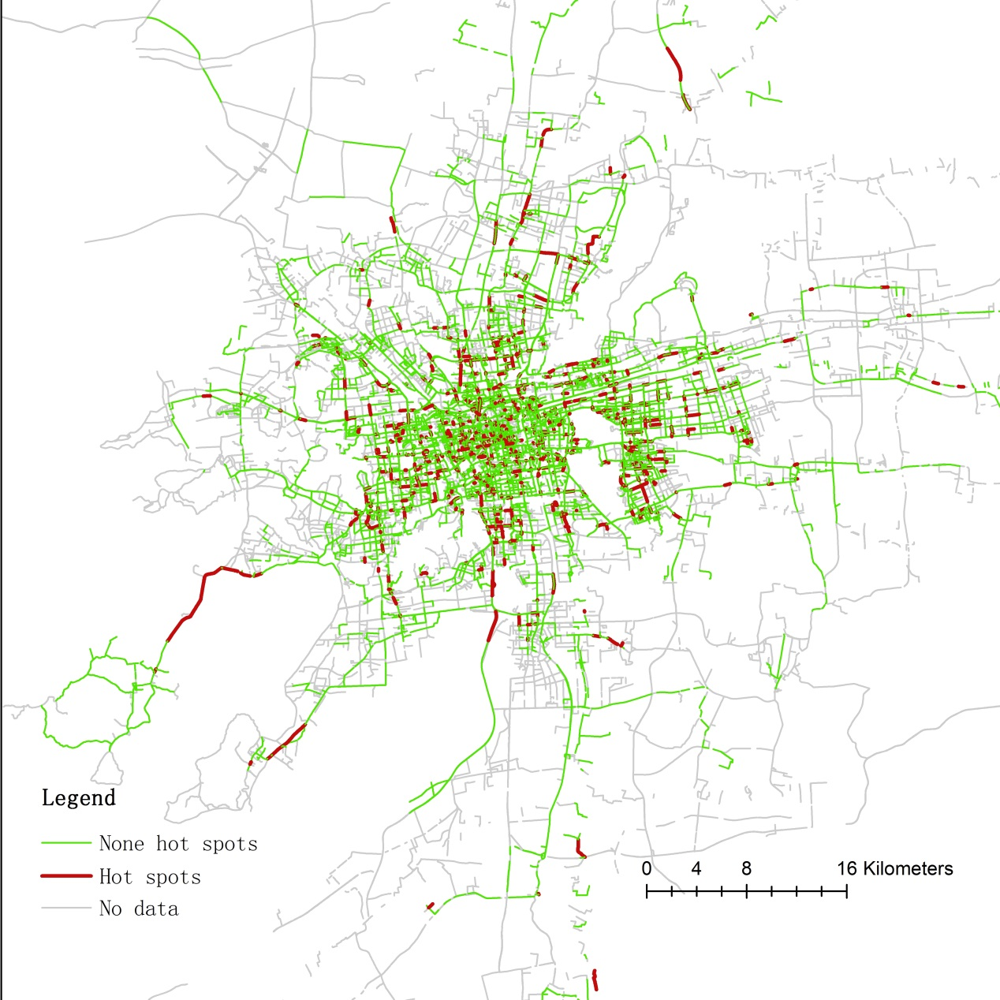 Legend
None hot spots
Hot spots
No data
0 4 8 16 Kilometers